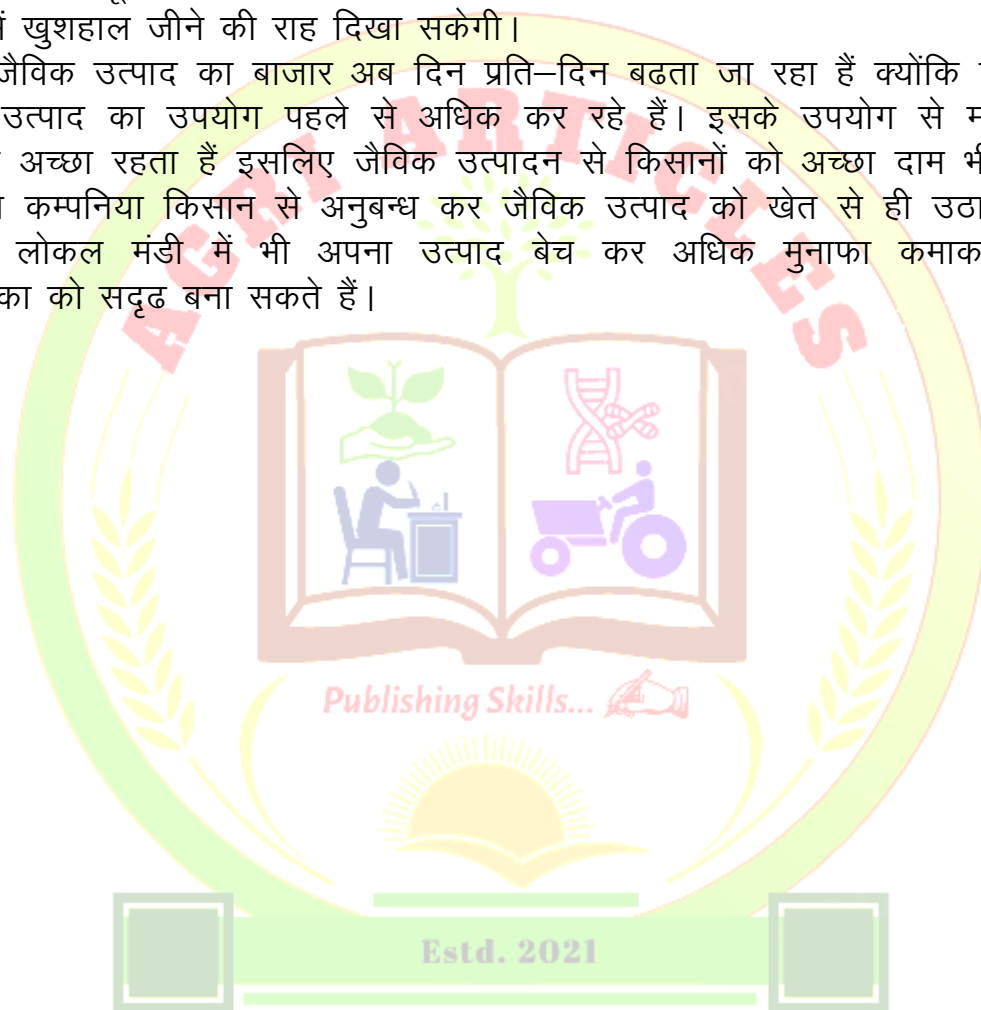 खुशहाल जीने की राह दिखा सकेगी।
जैविक उत्पाद का बाजार अब दिन प्रति–दिन बढता जा रहा हैं क्योंकि
उत्पाद का उपयोग पहले से अधिक कर रहे हैं। इसके उपयोग से
अच्छा रहता हैं इसलिए जैविक उत्पादन से किसानों को अच्छा दाम भी
कम्पनिया किसान से अनुबन्ध कर जैविक उत्पाद को खेत से ही उठा
लोकल मंडी में भी अपना उत्पाद बेच कर अधिक मुनाफा कमाक
का को सदृढ बना सकते हैं।
AGRI ARTICLES
Publishing Skills...
Estd. 2021